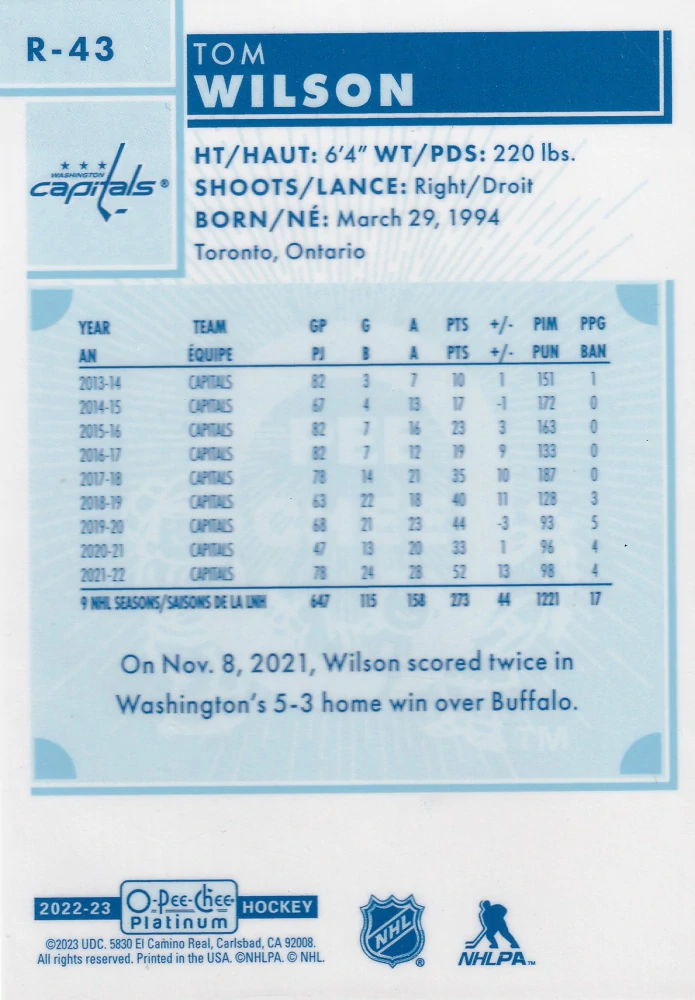 R-43
TOM
WILSON
WASHINGTON
capitals®
HT/HAUT: 6'4" WT/PDS: 220 lbs.
SHOOTS/LANCE: Right/Droit
BORN/NÉ: March 29, 1994
Toronto, Ontario
YEAR TEAM GP G A PTS +/- PIM PPG
AN ÉQUIPE PJ B A PTS +/- PUN BAN
2013-14 CAPITALS 82 3 7 10 1 151 1
2014-15 CAPITALS 67 4 13 17 -1 172 0
2015-16 CAPITALS 82 7 16 23 3 163 0
2016-17 CAPITALS 82 7 12 19 9 133 0
2017-18 CAPITALS 78 14 21 35 10 187 0
2018-19 CAPITALS 63 22 18 40 11 128 3
2019-20 CAPITALS 68 21 23 44 -3 93 5
2020-21 CAPITALS 47 13 20 33 1 96 4
2021-22 CAPITALS 78 24 28 52 13 98 4
9 NHL SEASONS/SAISONS DE LA LNH 647 115 158 273 44 1221 17
On Nov. 8, 2021, Wilson scored twice in
Washington's 5-3 home win over Buffalo.
TM
2022-23 O-Pee-Chee HOCKEY
Platinum
©2023 UDC. 5830 El Camino Real, Carlsbad, CA 92008.
All rights reserved. Printed in the USA. ©NHLPA. © NHL.
NHL ®
NHLPA™